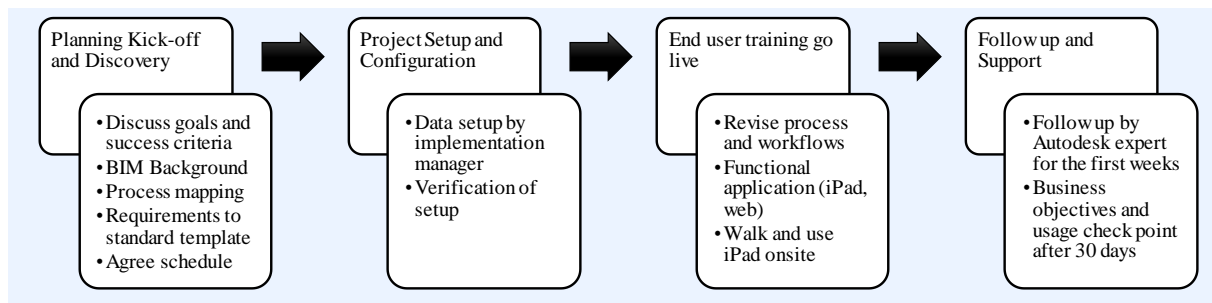 Planning Kick-off
and Discovery
•Discuss goals and
success criteria
•BIM Background
•Process mapping
•Requirements to
standard template
•Agree schedule
Project Setup and
Configuration
•Data setup by
implementation
manager
•Verification of
setup
End user training go
live
•Revise process
and workflows
•Functional
application (iPad,
web)
•Walk and use
iPad onsite
Follow up and
Support
•Follow up by
Autodesk expert
for the first weeks
•Business
objectives and
usage check point
after 30 days